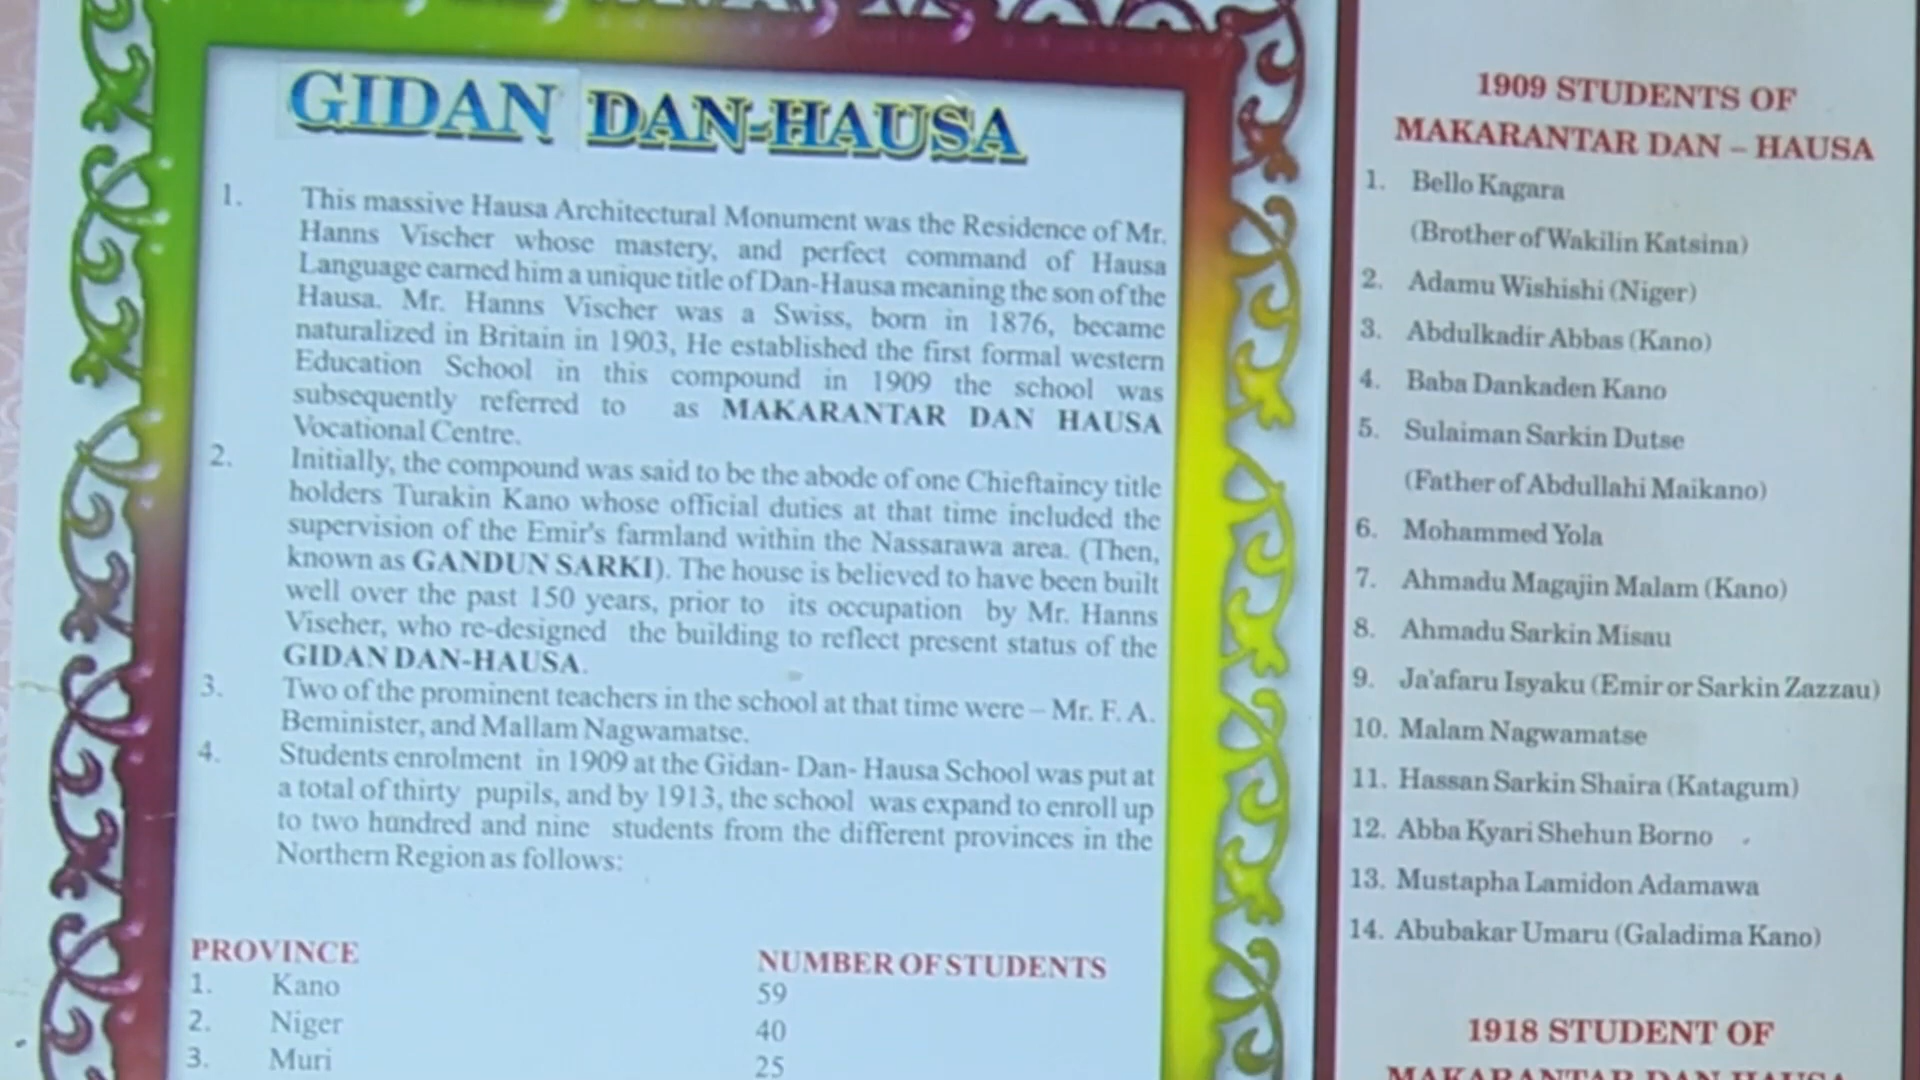 GIDAN DAN-HAUSA
1. This massive Hausa Architectural Monument was the Residence of Mr.
Hanns Vischer whose mastery, and perfect command of Hausa
Language earned him a unique title of Dan-Hausa meaning the son of the
Hausa. Mr. Hanns Vischer was a Swiss, born in 1876, became
naturalized in Britain in 1903, He established the first formal western
Education School in this compound in 1909 the school was
subsequently referred to as MAKARANTAR DAN HAUSA
Vocational Centre.
2. Initially, the compound was said to be the abode of one Chieftaincy title
holders Turakin Kano whose official duties at that time included the
supervision of the Emir's farmland within the Nassarawa area. (Then,
known as GANDUN SARKI). The house is believed to have been built
well over the past 150 years, prior to its occupation by Mr. Hanns
Vischer, who re-designed the building to reflect present status of the
GIDAN DAN-HAUSA.
3. Two of the prominent teachers in the school at that time were – Mr. F. A.
Beminister, and Mallam Nagwamatse.
4. Students enrolment in 1909 at the Gidan- Dan- Hausa School was put at
a total of thirty pupils, and by 1913, the school was expand to enroll up
to two hundred and nine students from the different provinces in the
Northern Region as follows:
PROVINCE NUMBER OF STUDENTS
1. Kano 59
2. Niger 40
3. Muri 25
1909 STUDENTS OF
MAKARANTAR DAN – HAUSA
1. Bello Kagara
(Brother of Wakilin Katsina)
2. Adamu Wishishi (Niger)
3. Abdulkadir Abbas (Kano)
4. Baba Dankaden Kano
5. Sulaiman Sarkin Dutse
(Father of Abdullahi Maikano)
6. Mohammed Yola
7. Ahmadu Magajin Malam (Kano)
8. Ahmadu Sarkin Misau
9. Ja'afaru Isyaku (Emir or Sarkin Zazzau)
10. Malam Nagwamatse
11. Hassan Sarkin Shaira (Katagum)
12. Abba Kyari Shehun Borno
13. Mustapha Lamidon Adamawa
14. Abubakar Umaru (Galadima Kano)
1918 STUDENT OF
MAKARANTAR DAN HAUSA